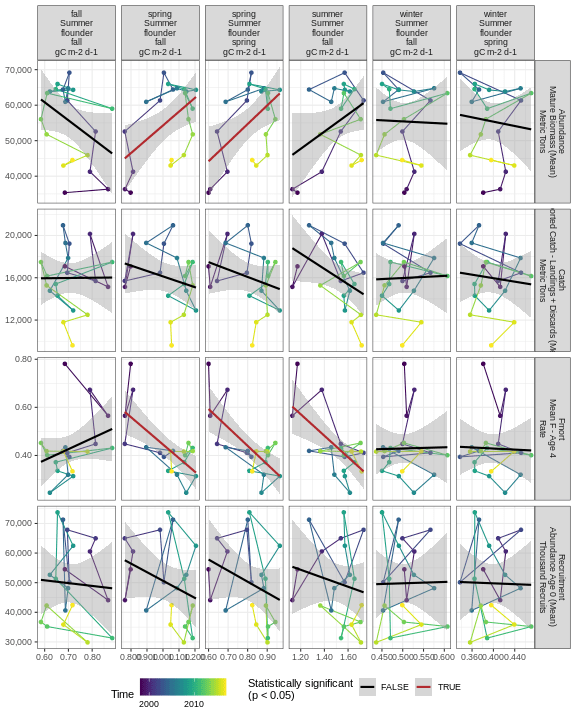 fall
Summer
flounder
fall
gC m-2 d-1
spring
Summer
flounder
fall
gC m-2 d-1
spring
Summer
flounder
spring
gC m-2 d-1
summer
Summer
flounder
fall
gC m-2 d-1
winter
Summer
flounder
fall
gC m-2 d-1
winter
Summer
flounder
spring
gC m-2 d-1
70,000
60,000
50,000
40,000
Abundance
Mature Biomass (Mean)
Metric Tons
20,000
16,000
12,000
Catch
orted Catch - Landings + Discards (M
Metric Tons
0.80
0.60
0.40
Fmort
Mean F - Age 4
Rate
70,000
60,000
50,000
40,000
30,000
Recruitment
Abundance Age 0 (Mean)
Thousand Recruits
0.60 0.70 0.80
0.60 0.70 0.80 0.90
1.20 1.40 1.60
0.450 0.500 0.550 0.600
0.360 0.400 0.440
Time
2000 2010
Statistically significant
(p < 0.05)
FALSE TRUE